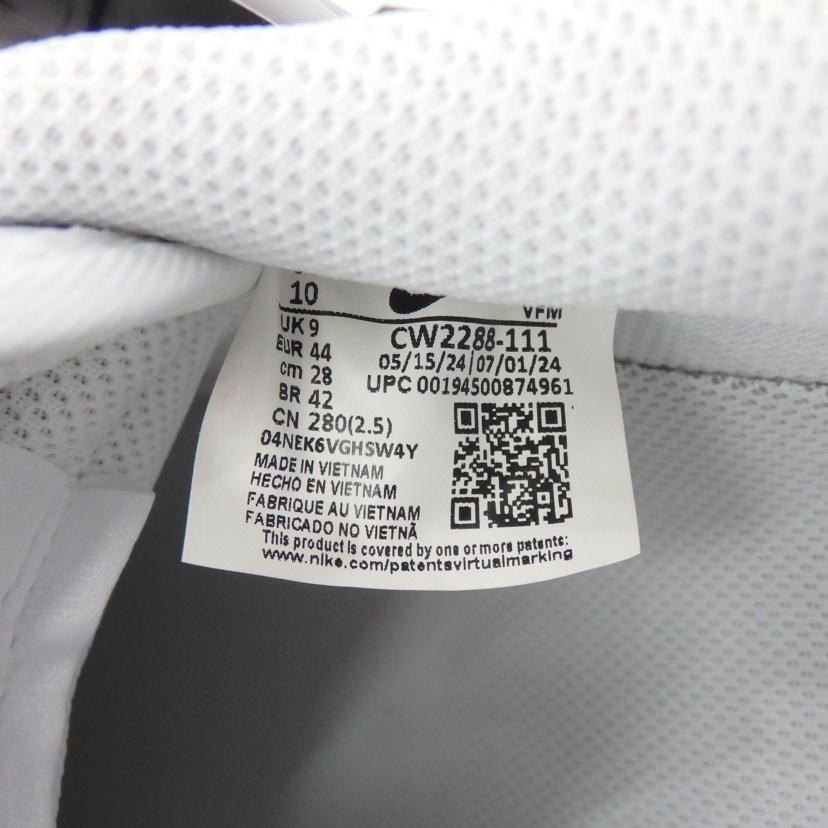 10
VFM
UK 9
EUR 44
cm 28
BR 42
CN 280(2.5)
CW2288-111
05/15/24|07/01/24
UPC 00194500874961
04NEK6VGHSW4Y
MADE IN VIETNAM
HECHO EN VIETNAM
FABRIQUE AU VIETNAM
FABRICADO NO VIETNÃ
This product is covered by one or more patents:
www.nike.com/patentsvirtualmarking